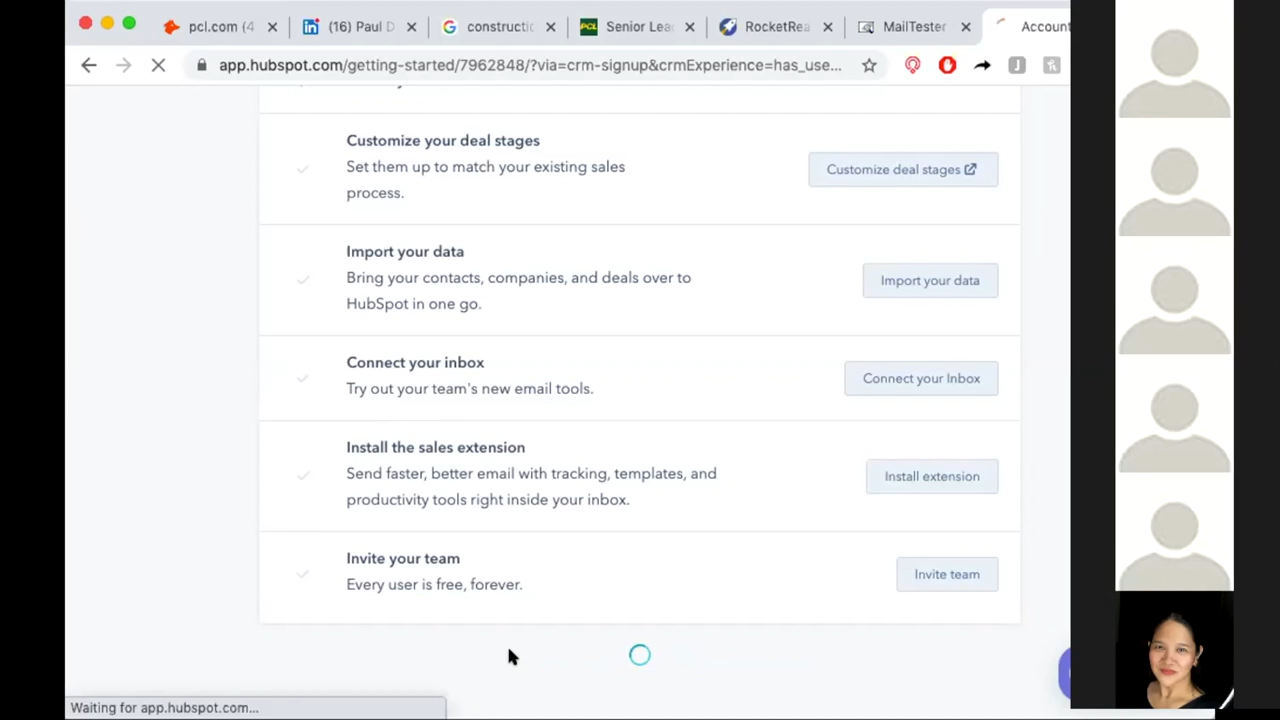 pcl.com (4
(16) Paul D
constructic
Senior Lea
RocketRea
MailTester
Account
app.hubspot.com/getting-started/7962848/?via=crm-signup&crmExperience=has_use...
Customize your deal stages
Set them up to match your existing sales
process.
Customize deal stages
Import your data
Bring your contacts, companies, and deals over to
HubSpot in one go.
Import your data
Connect your inbox
Try out your team's new email tools.
Connect your Inbox
Install the sales extension
Send faster, better email with tracking, templates, and
productivity tools right inside your inbox.
Install extension
Invite your team
Every user is free, forever.
Invite team
Waiting for app.hubspot.com...